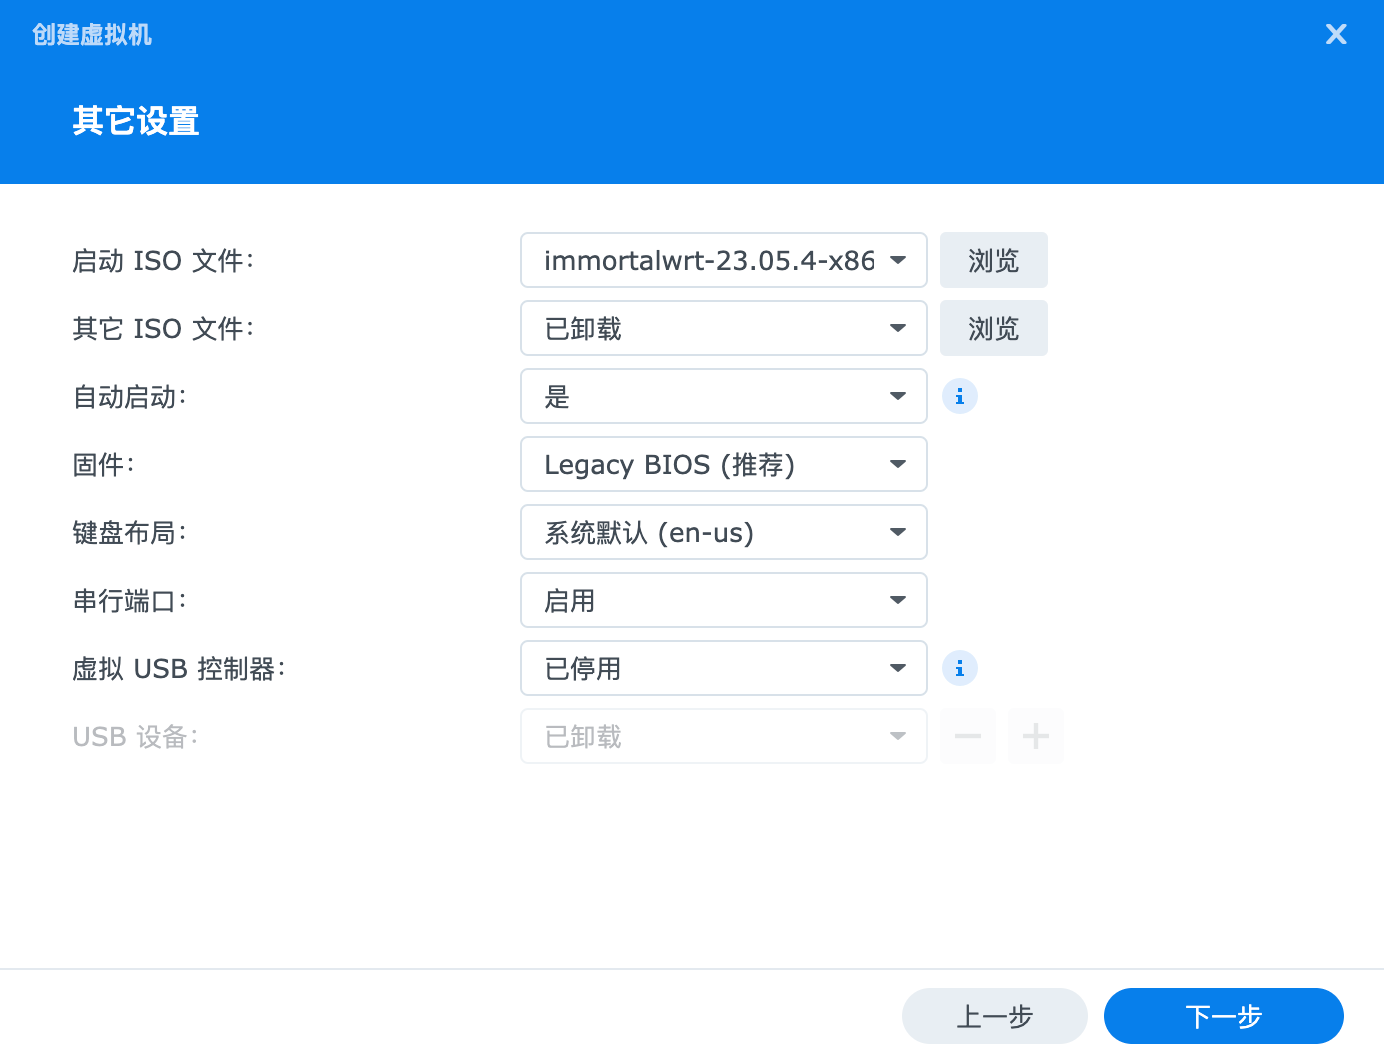 创建虚拟机
其它设置
启动 ISO 文件: immortalwrt-23.05.4-x86 浏览
其它 ISO 文件: 已卸载 浏览
自动启动: 是
固件: Legacy BIOS (推荐)
键盘布局: 系统默认 (en-us)
串行端口: 启用
虚拟 USB 控制器: 已停用
USB 设备: 已卸载
上一步 下一步